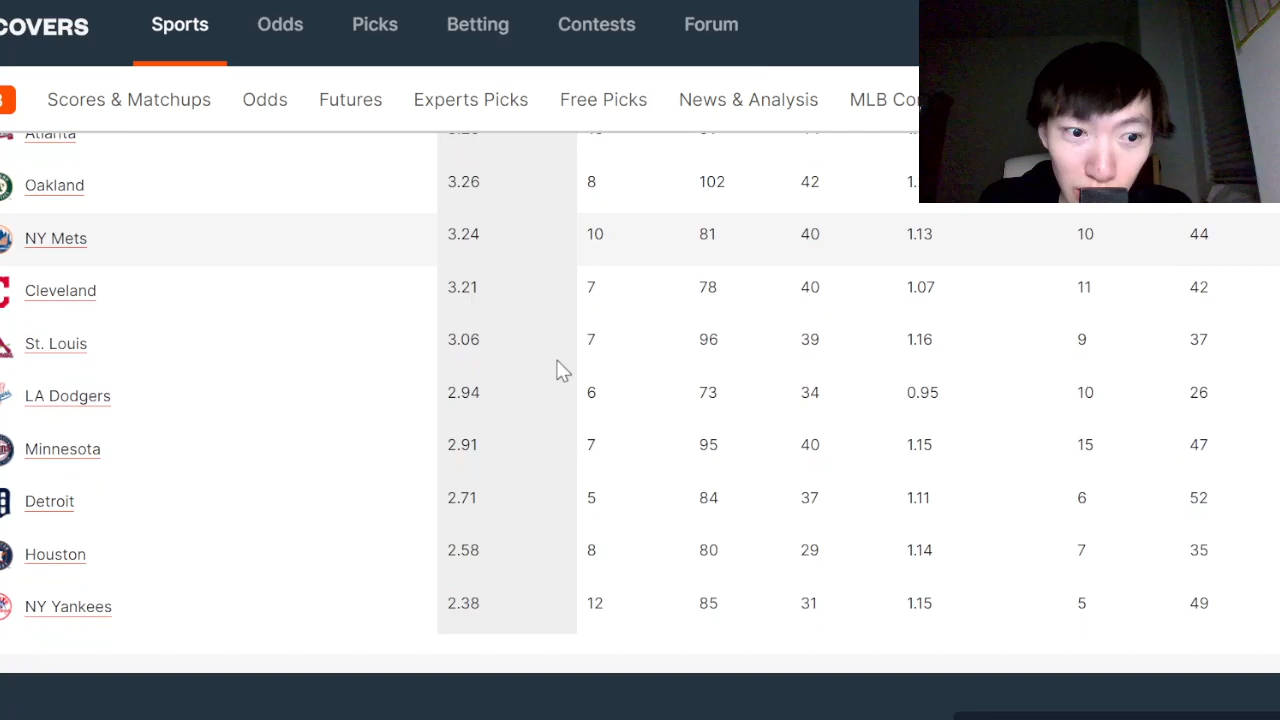 COVERS Sports Odds Picks Betting Contests Forum
Scores & Matchups Odds Futures Experts Picks Free Picks News & Analysis MLB
Atlanta
Oakland 3.26 8 102 42 1.
NY Mets 3.24 10 81 40 1.13 10 44
Cleveland 3.21 7 78 40 1.07 11 42
St. Louis 3.06 7 96 39 1.16 9 37
LA Dodgers 2.94 6 73 34 0.95 10 26
Minnesota 2.91 7 95 40 1.15 15 47
Detroit 2.71 5 84 37 1.11 6 52
Houston 2.58 8 80 29 1.14 7 35
NY Yankees 2.38 12 85 31 1.15 5 49